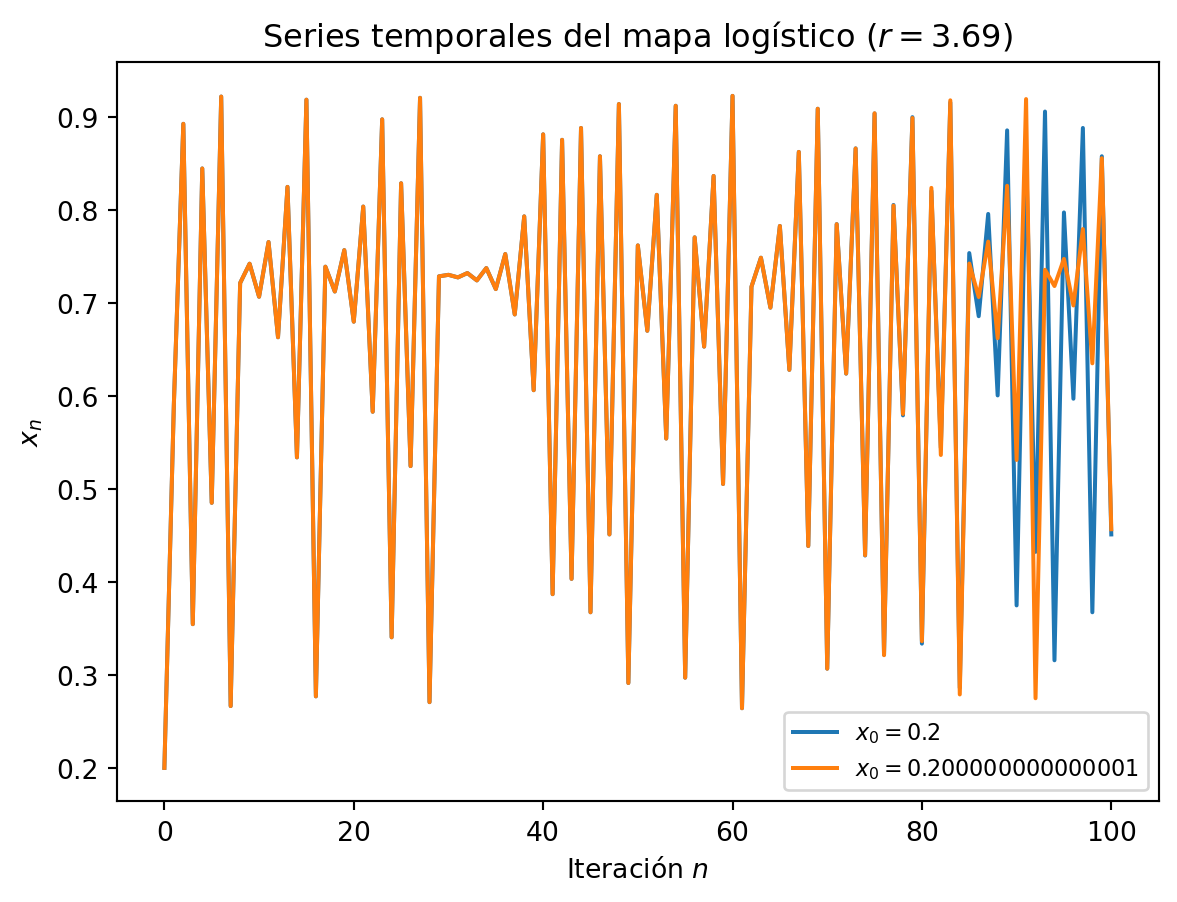 Series temporales del mapa logístico (r = 3.69)
0.9
0.8
0.7
0.6
0.5
0.4
0.3
0.2
x_n
0 20 40 60 80 100
Iteración n
x_0 = 0.2
x_0 = 0.200000000000001